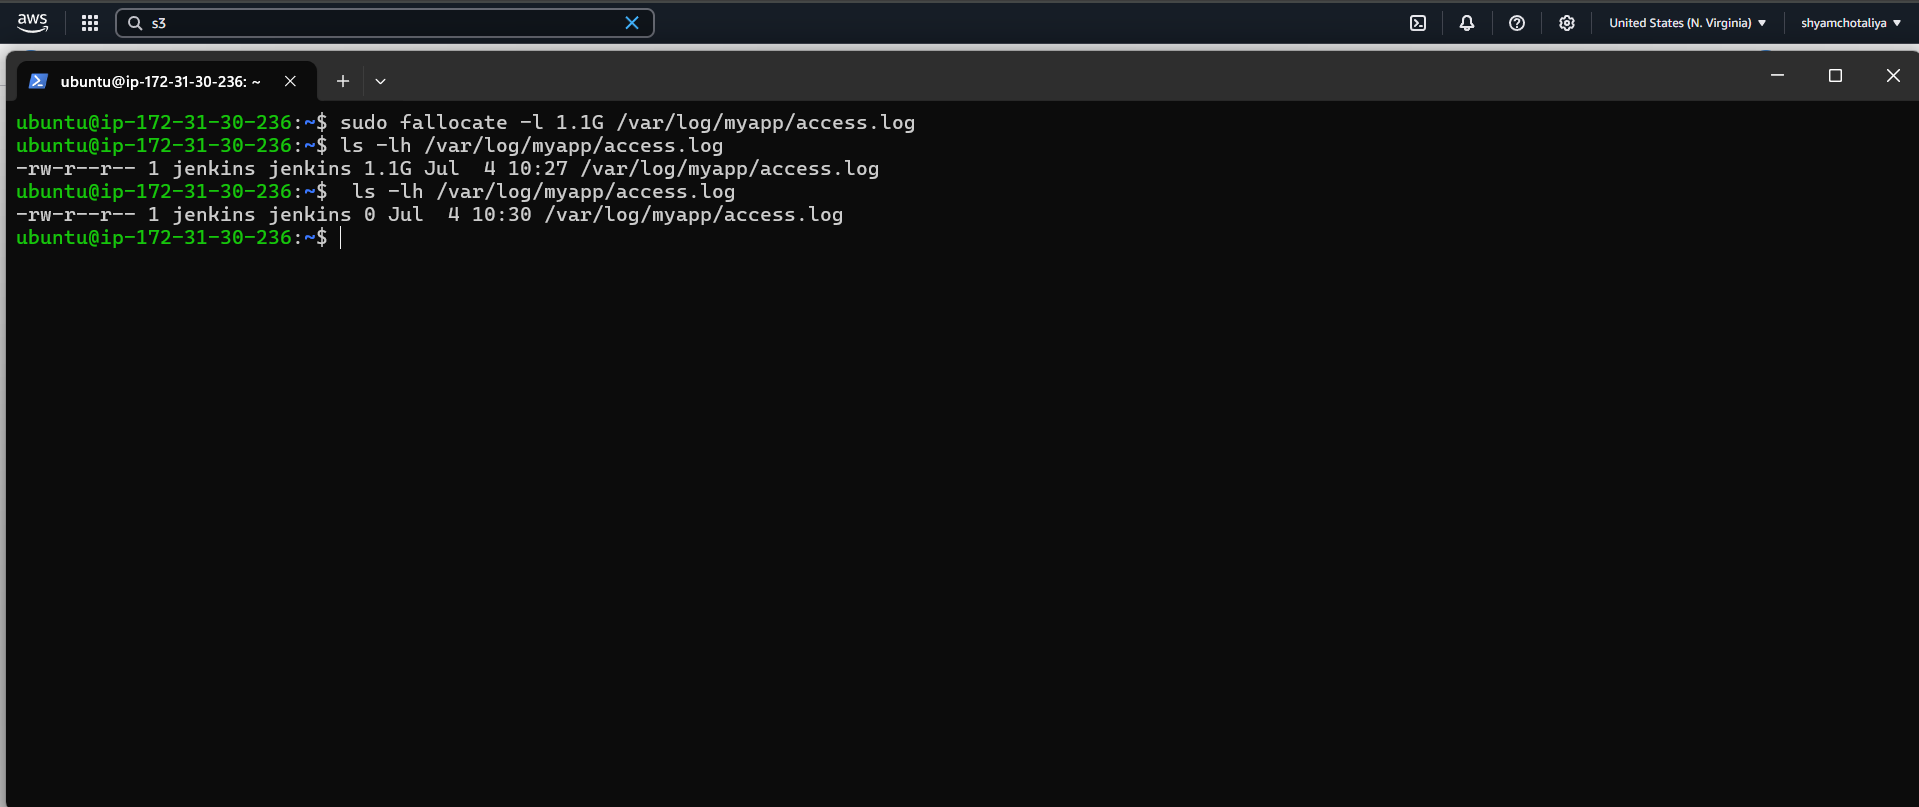 aws
s3
United States (N. Virginia)
shyamchotaliya
ubuntu@ip-172-31-30-236: ~
ubuntu@ip-172-31-30-236:~$ sudo fallocate -l 1.1G /var/log/myapp/access.log
ubuntu@ip-172-31-30-236:~$ ls -lh /var/log/myapp/access.log
-rw-r--r-- 1 jenkins jenkins 1.1G Jul  4 10:27 /var/log/myapp/access.log
ubuntu@ip-172-31-30-236:~$  ls -lh /var/log/myapp/access.log
-rw-r--r-- 1 jenkins jenkins 0 Jul  4 10:30 /var/log/myapp/access.log
ubuntu@ip-172-31-30-236:~$